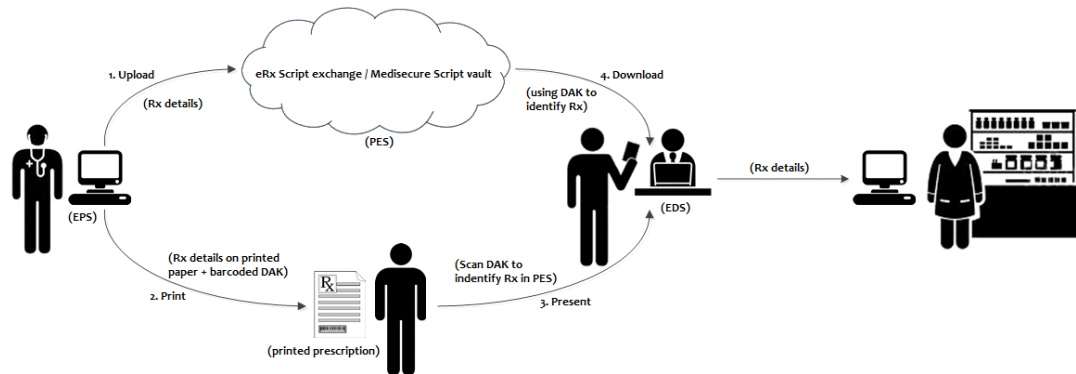 1. Upload
(Rx details)
eRx Script exchange / Medisecure Script vault
(PES)
4. Download
(using DAK to
identify Rx)
(EPS)
(EDS)
(Rx details)
(Rx details on printed
paper + barcoded DAK)
2. Print
Rx
(printed prescription)
(Scan DAK to
indentify Rx in PES)
3. Present